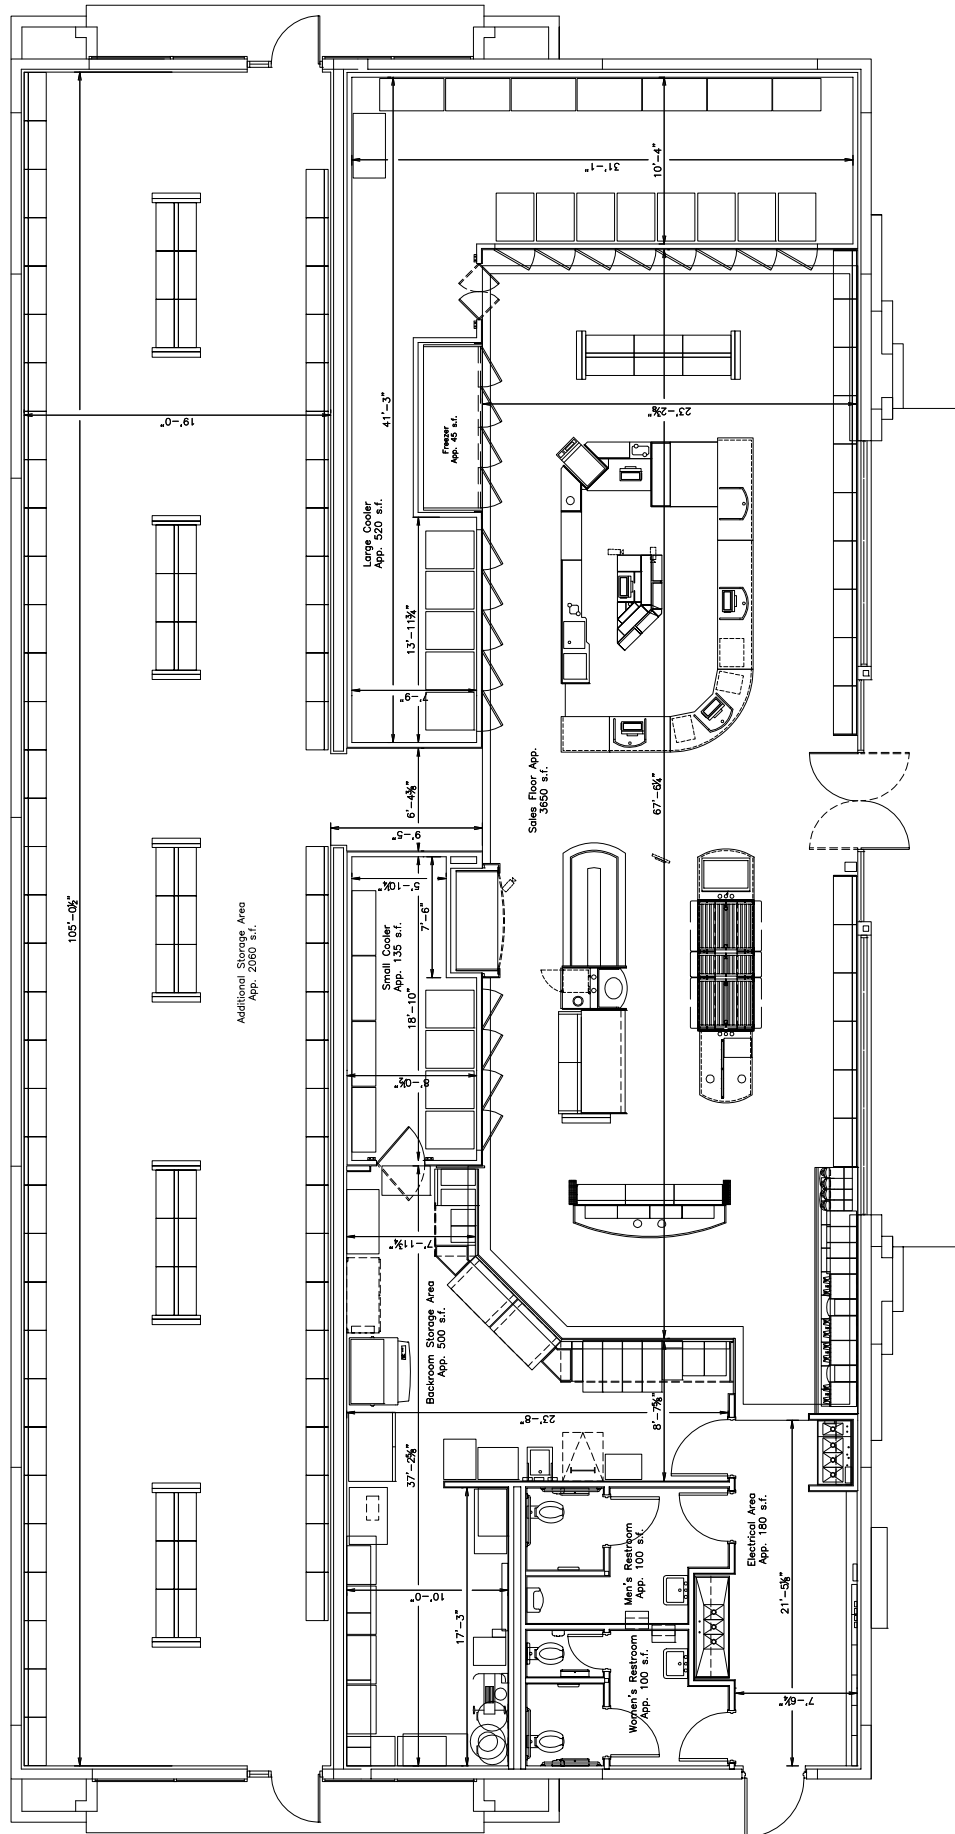 31'-1"
10'-4"
41'-3"
19'-0"
23'-2⅜"
Freezer
App. 45 s.f.
Large Cooler
App. 520 s.f.
13'-11¾"
7'-9"
Sales Floor App.
3650 s.f.
67'-6¼"
6'-4⅜"
9'-5"
105'-0½"
Additional Storage Area
App. 2060 s.f.
5'-10¼"
7'-6"
Small Cooler
App. 135 s.f.
18'-10"
8'-0½"
7'-11¾"
Backroom Storage Area
App. 500 s.f.
23'-8"
8'-7⅝"
37'-2⅝"
10'-0"
17'-3"
Men's Restroom
App. 100 s.f.
Electrical Area
App. 180 s.f.
21'-5⅛"
Women's Restroom
App. 100 s.f.
7'-6¼"